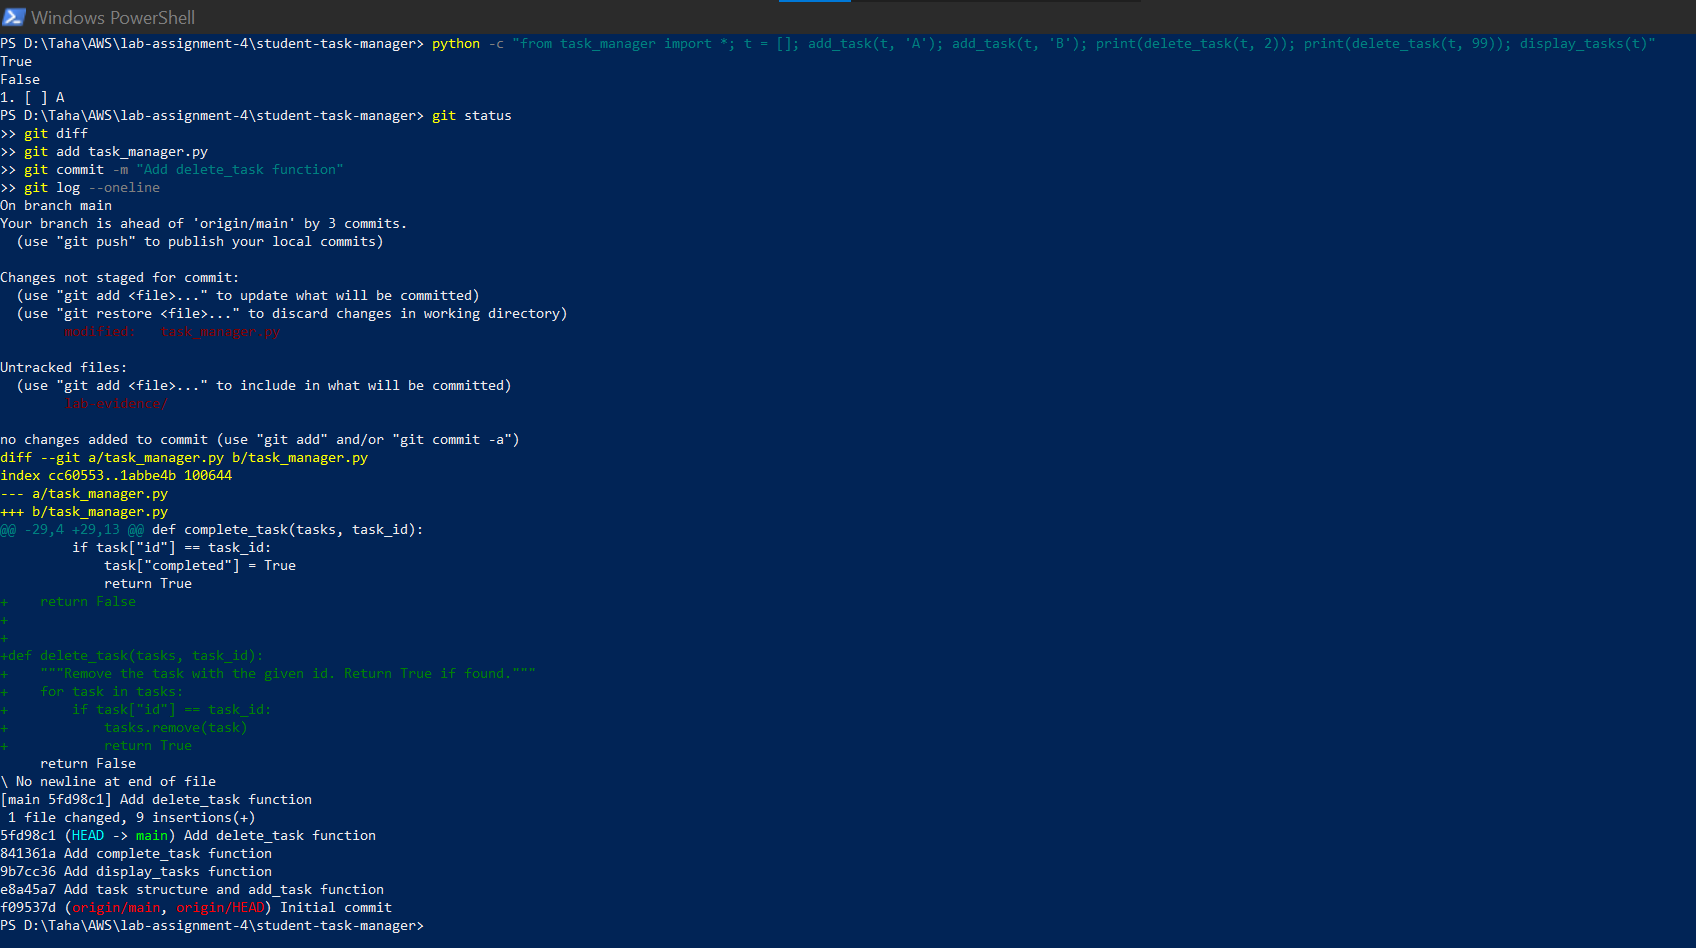 Windows PowerShell
PS D:\Taha\AWS\lab-assignment-4\student-task-manager> python -c "from task_manager import *; t = []; add_task(t, 'A'); add_task(t, 'B'); print(delete_task(t, 2)); print(delete_task(t, 99)); display_tasks(t)"
True
False
1. [ ] A
PS D:\Taha\AWS\lab-assignment-4\student-task-manager> git status
>> git diff
>> git add task_manager.py
>> git commit -m "Add delete_task function"
>> git log --oneline
On branch main
Your branch is ahead of 'origin/main' by 3 commits.
  (use "git push" to publish your local commits)

Changes not staged for commit:
  (use "git add <file>..." to update what will be committed)
  (use "git restore <file>..." to discard changes in working directory)
        modified:   task_manager.py

Untracked files:
  (use "git add <file>..." to include in what will be committed)
        lab-evidence/

no changes added to commit (use "git add" and/or "git commit -a")
diff --git a/task_manager.py b/task_manager.py
index cc60553..1abbe4b 100644
--- a/task_manager.py
+++ b/task_manager.py
@@ -29,4 +29,13 @@ def complete_task(tasks, task_id):
         if task["id"] == task_id:
             task["completed"] = True
             return True
+    return False
+
+
+def delete_task(tasks, task_id):
+    """Remove the task with the given id. Return True if found."""
+    for task in tasks:
+        if task["id"] == task_id:
+            tasks.remove(task)
+            return True
     return False
\ No newline at end of file
[main 5fd98c1] Add delete_task function
 1 file changed, 9 insertions(+)
5fd98c1 (HEAD -> main) Add delete_task function
841361a Add complete_task function
9b7cc36 Add display_tasks function
e8a45a7 Add task structure and add_task function
f09537d (origin/main, origin/HEAD) Initial commit
PS D:\Taha\AWS\lab-assignment-4\student-task-manager>